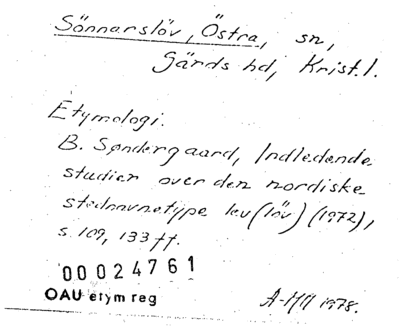 Sönnarslöv, Östra, sn,
Gärds hd, Krist. l.
Etymologi.
B. Søndergaard, Indledende
studier over den nordiske
stednavnetype lev (löv) (1972),
s. 109, 133 ff.
00024761
OAU etym reg
A-MH 1978.